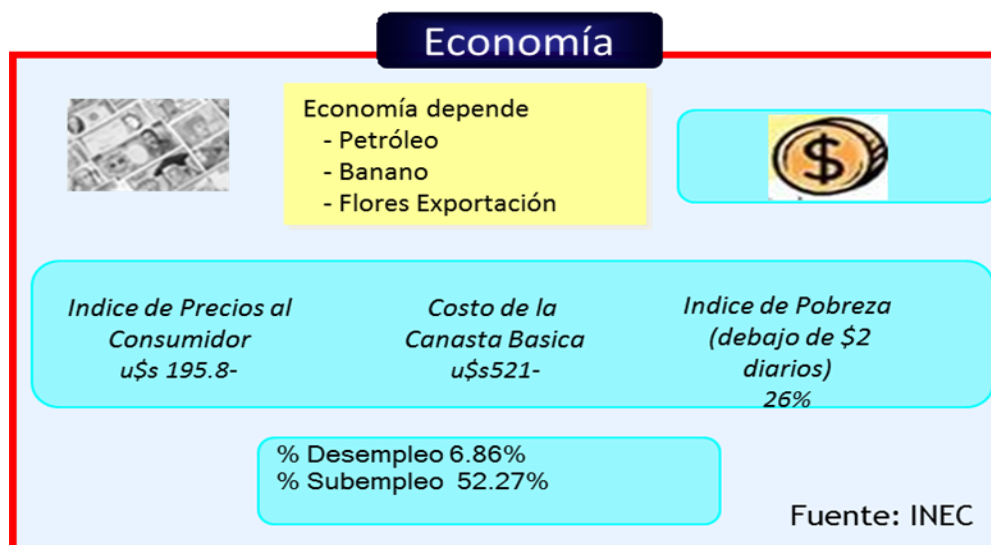 Economía
Economía depende
- Petróleo
- Banano
- Flores Exportación
$
Indice de Precios al
Consumidor
u$s 195.8-
Costo de la
Canasta Basica
u$s521-
Indice de Pobreza
(debajo de $2
diarios)
26%
% Desempleo 6.86%
% Subempleo 52.27%
Fuente: INEC